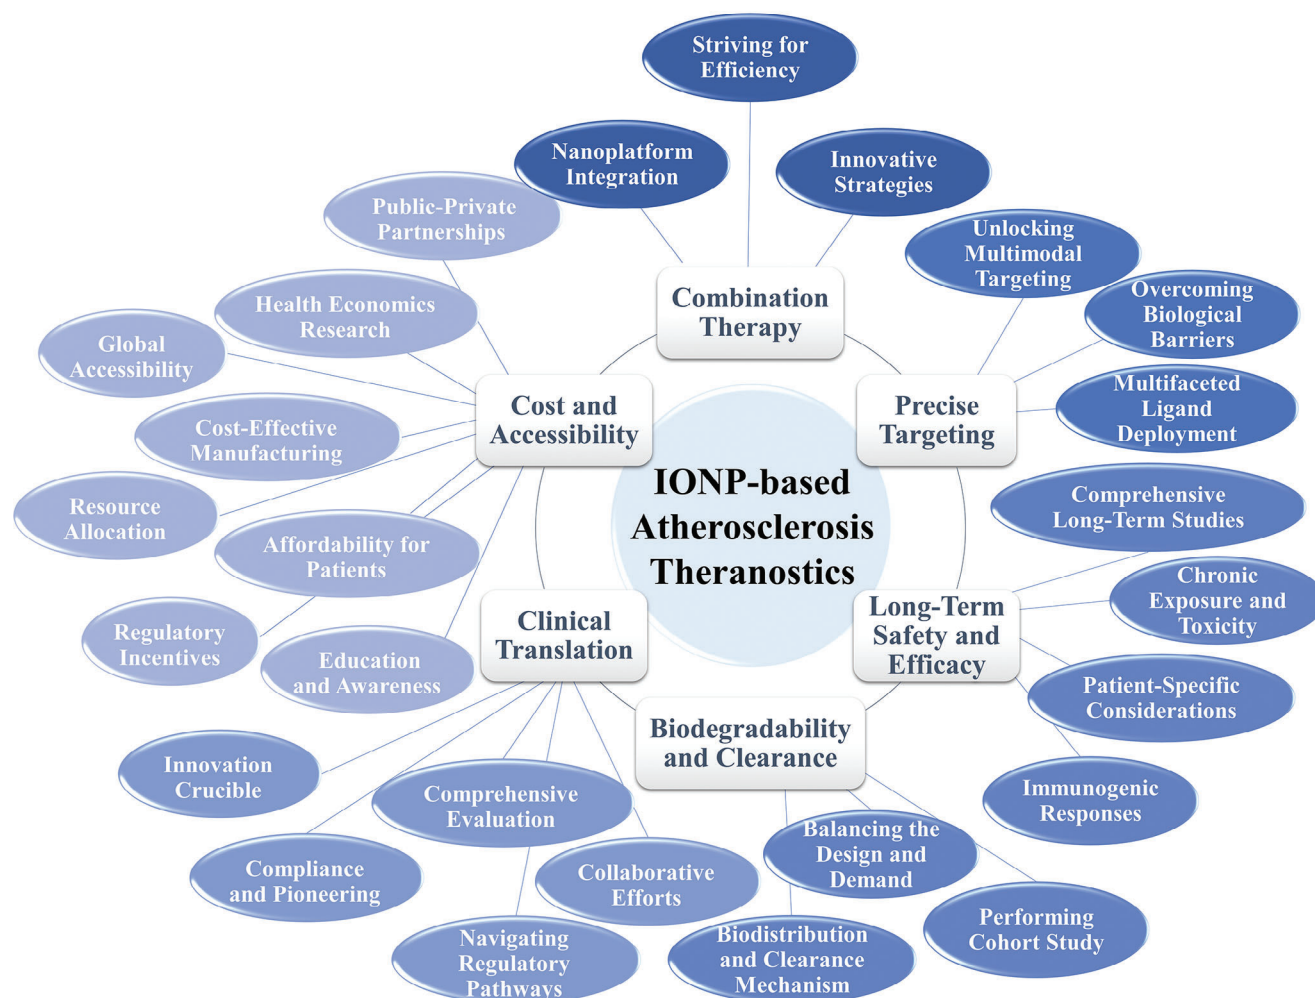 Striving for
Efficiency
Nanoplatform
Integration
Innovative
Strategies
Public-Private
Partnerships
Unlocking
Multimodal
Targeting
Health Economics
Research
Combination
Therapy
Overcoming
Biological
Barriers
Global
Accessibility
Cost and
Accessibility
Precise
Targeting
Multifaceted
Ligand
Deployment
Cost-Effective
Manufacturing
IONP-based
Atherosclerosis
Theranostics
Comprehensive
Long-Term Studies
Resource
Allocation
Affordability for
Patients
Chronic
Exposure and
Toxicity
Clinical
Translation
Long-Term
Safety and
Efficacy
Regulatory
Incentives
Education
and Awareness
Patient-Specific
Considerations
Biodegradability
and Clearance
Innovation
Crucible
Comprehensive
Evaluation
Immunogenic
Responses
Balancing the
Design and
Demand
Compliance
and Pioneering
Collaborative
Efforts
Performing
Cohort Study
Navigating
Regulatory
Pathways
Biodistribution
and Clearance
Mechanism